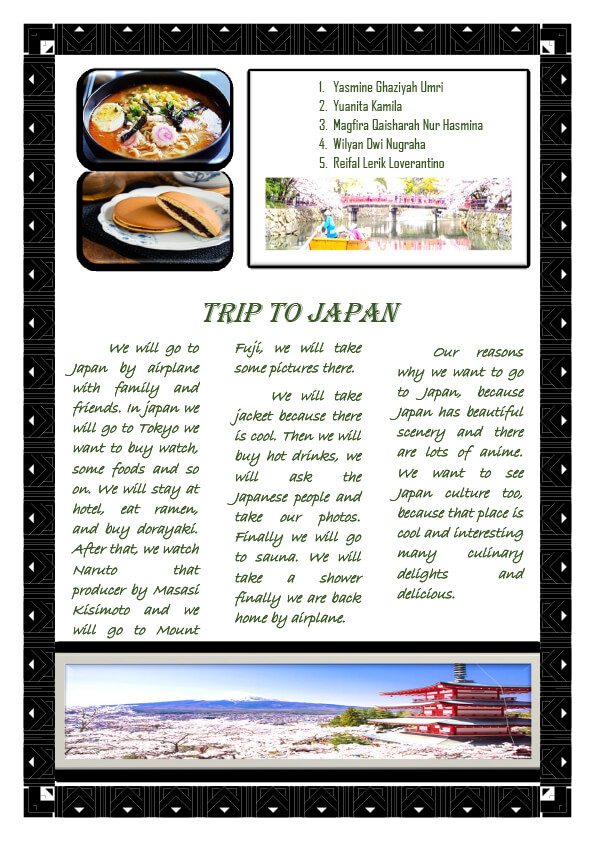 1. Yasmine Ghaziyah Umri
2. Yuanita Kamila
3. Magfira Qaisharah Nur Hasmina
4. Wilyan Dwi Nugraha
5. Reifal Lerik Loverantino
TRIP TO JAPAN
We will go to
Japan by airplane
with family and
friends. In japan we
will go to Tokyo we
want to buy watch,
some foods and so
on. We will stay at
hotel, eat ramen,
and buy dorayaki.
After that, we watch
Naruto that
producer by Masasi
Kisimoto and we
will go to Mount
Fuji, we will take
some pictures there.
We will take
jacket because there
is cool. Then we will
buy hot drinks, we
will ask the
Japanese people and
take our photos.
Finally we will go
to sauna. We will
take a shower
finally we are back
home by airplane.
Our reasons
why we want to go
to Japan, because
Japan has beautiful
scenery and there
are lots of anime.
We want to see
Japan culture too,
because that place is
cool and interesting
many culinary
delights and
delicious.